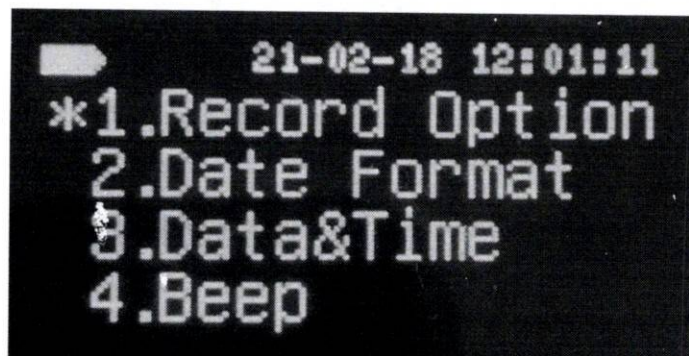 21-02-18 12:01:11
*1.Record Option
2.Date Format
3.Data&Time
4.Beep